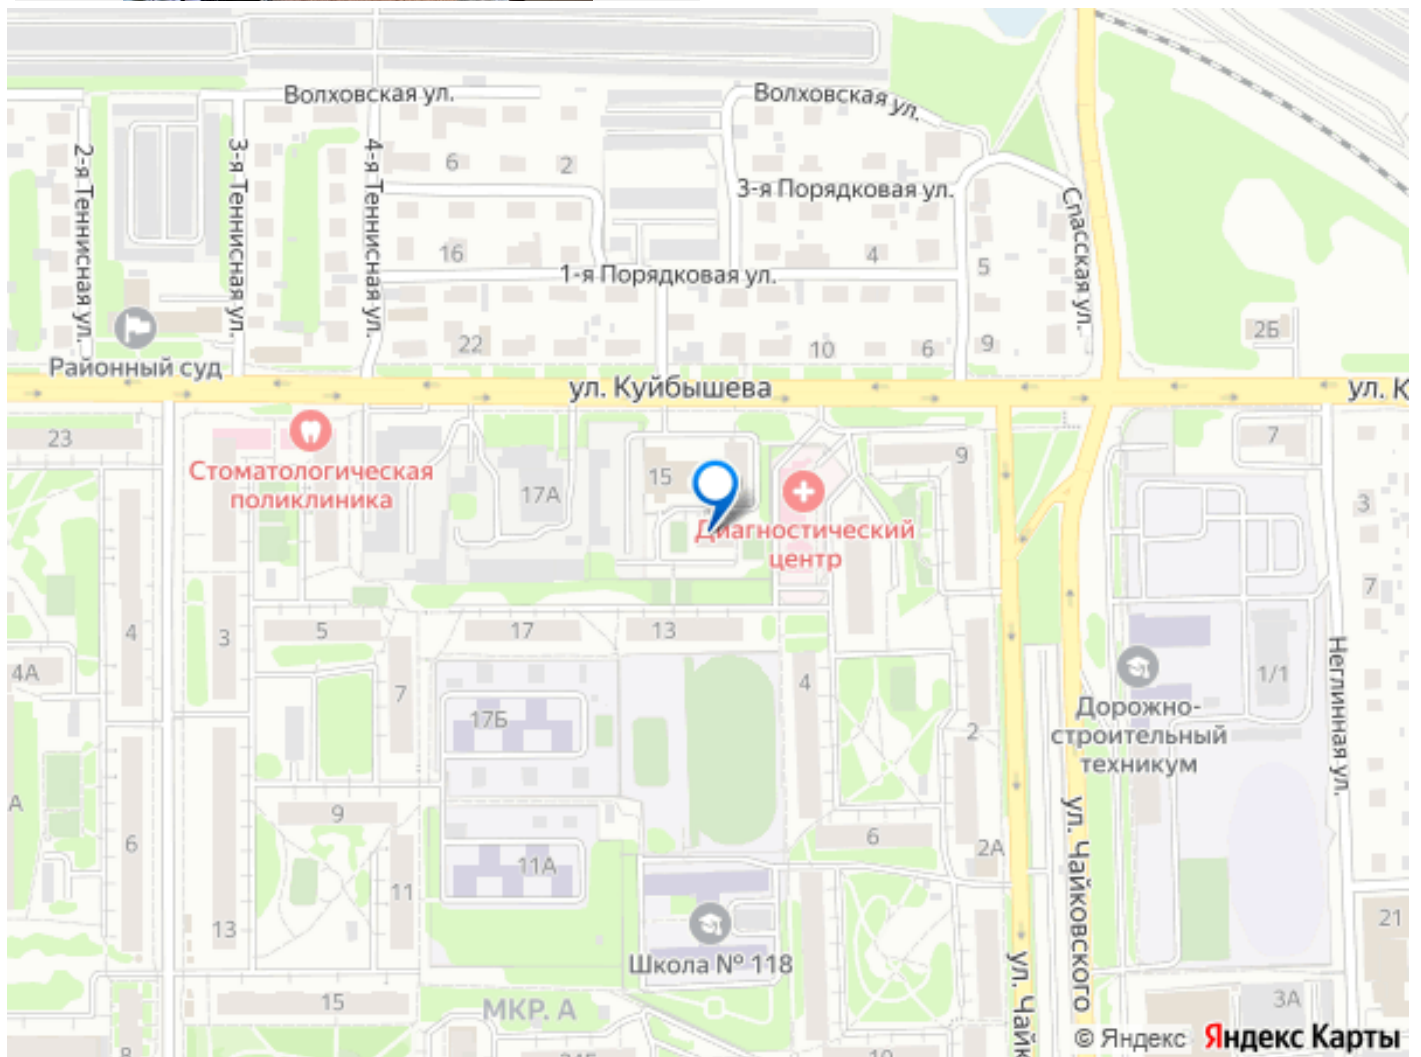 Волховская ул.
Волховская ул.
2-я Теннисная ул.
3-я Теннисная ул.
4-я Теннисная ул.
6
2
3-я Порядковая ул.
Спасская ул.
16
4
5
1-я Порядковая ул.
Районный суд
22
10
6
9
2Б
ул. Куйбышева
ул. К
23
Стоматологическая
поликлиника
17А
15
9
7
3
Диагностический
центр
7
4
3
5
17
13
4А
7
4
1/1
Неглинная ул.
17Б
2
Дорожно-
строительный
техникум
А
6
9
6
2А
ул. Чайковского
11А
11
13
21
Школа № 118
ул. Чайк
15
МКР. А
3А
8
10
© Яндекс Яндекс Карты